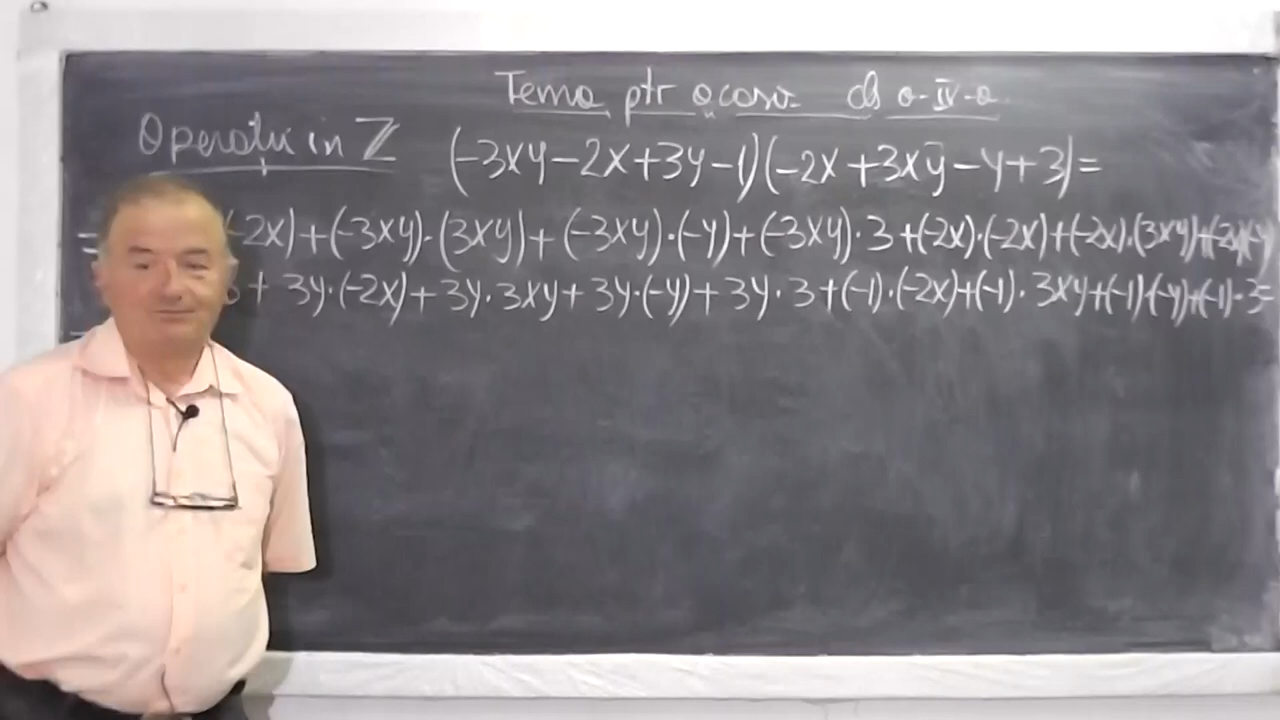 Tema ptr acasa cls a-IV-a
Operatii in Z (-3xy-2x+3y-1)(-2x+3xy-y+3)=
= -2x)+(-3xy)·(3xy)+(-3xy)·(-y)+(-3xy)·3+(-2x)·(-2x)+(-2x)·(3xy)+(-2x)(-y)
+ 3y·(-2x)+3y·3xy+3y·(-y)+3y·3+(-1)·(-2x)+(-1)·3xy+(-1)(-y)+(-1)·3=
=